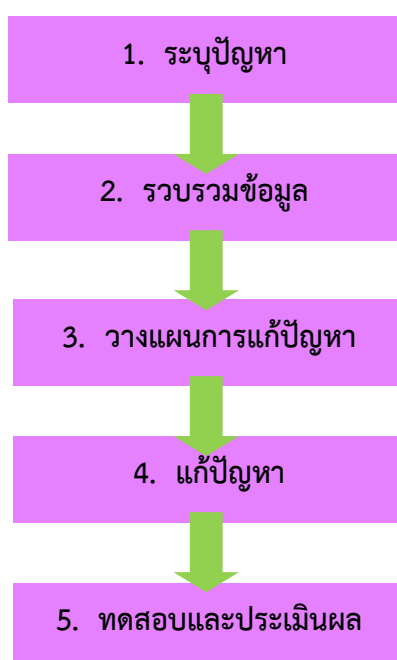 1. ระบุปัญหา
2. รวบรวมข้อมูล
3. วางแผนการแก้ปัญหา
4. แก้ปัญหา
5. ทดสอบและประเมินผล